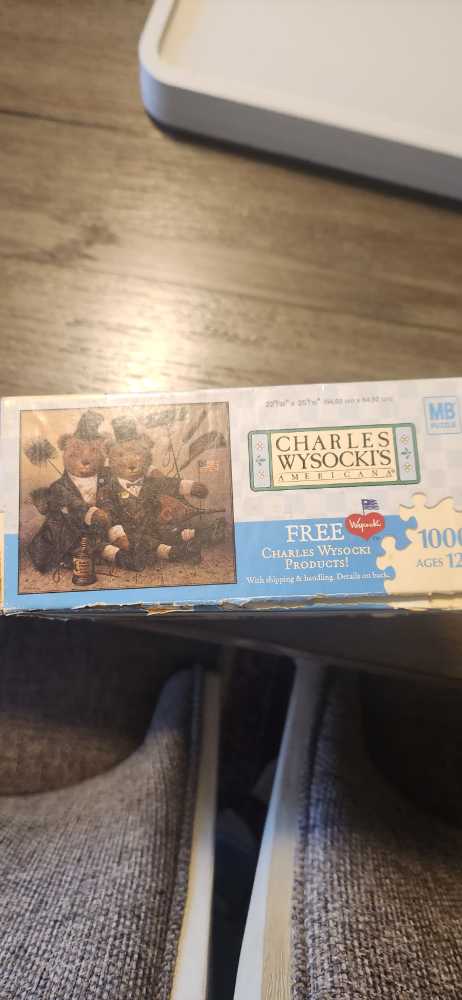 MB
PUZZLE
CHARLES
WYSOCKI'S
AMERICANA®
FREE
Wysocki
CHARLES WYSOCKI
PRODUCTS!
With shipping & handling. Details on back.
100
AGES 12